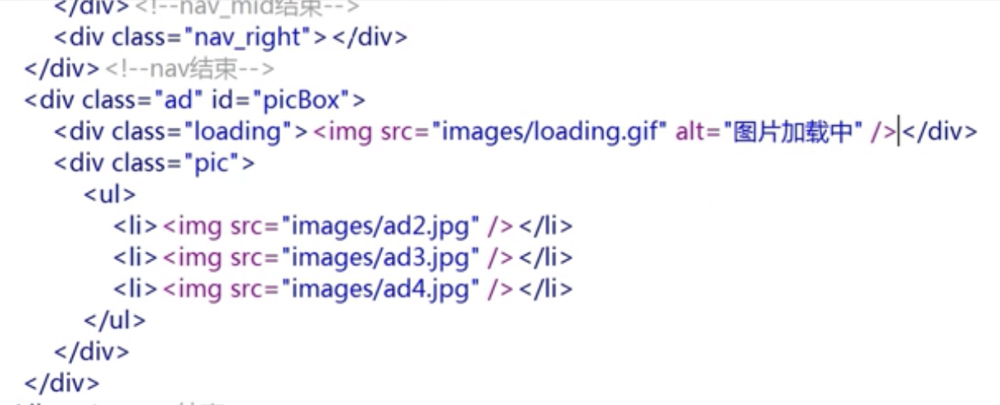 </div><!--nav_mid结束-->
<div class="nav_right"></div>
</div><!--nav结束-->
<div class="ad" id="picBox">
<div class="loading"><img src="images/loading.gif" alt="图片加载中" /></div>
<div class="pic">
<ul>
<li><img src="images/ad2.jpg" /></li>
<li><img src="images/ad3.jpg" /></li>
<li><img src="images/ad4.jpg" /></li>
</ul>
</div>
</div>